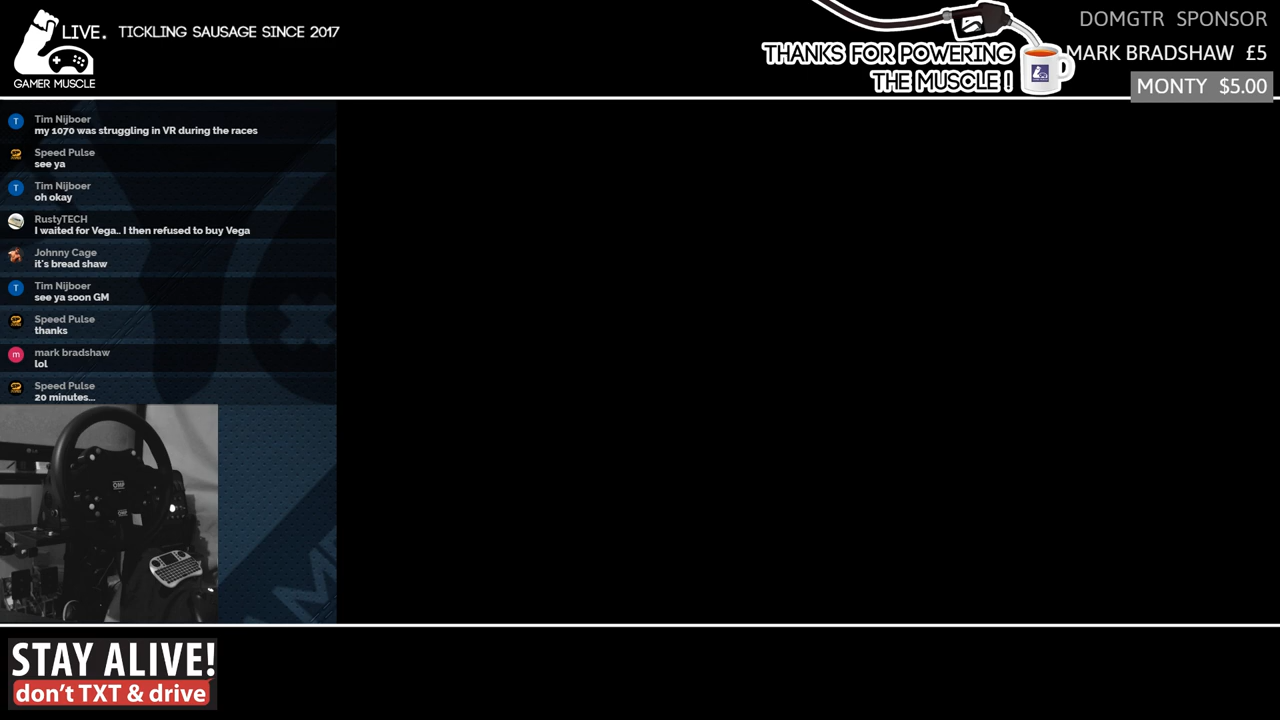 LIVE.
TICKLING SAUSAGE SINCE 2017
GAMER MUSCLE
THANKS FOR POWERING
THE MUSCLE !
DOMGTR SPONSOR
MARK BRADSHAW £5
MONTY $5.00
T
Tim Nijboer
my 1070 was struggling in VR during the races
Speed Pulse
see ya
T
Tim Nijboer
oh okay
RustyTECH
I waited for Vega.. I then refused to buy Vega
Johnny Cage
it's bread shaw
T
Tim Nijboer
see ya soon GM
Speed Pulse
thanks
m
mark bradshaw
lol
Speed Pulse
20 minutes...
OMP
STAY ALIVE!
don't TXT & drive